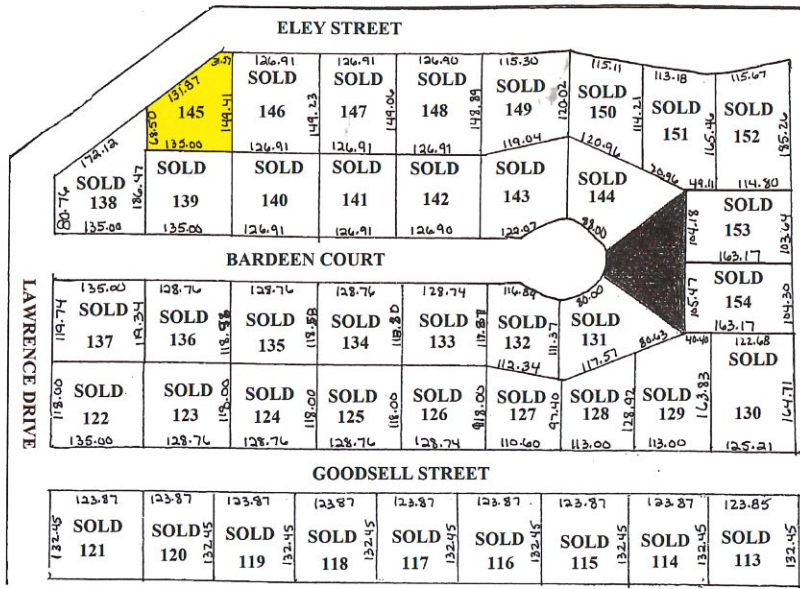 ELEY STREET
31.57 126.91 126.91 126.90 115.30 115.11 113.18 115.67
131.87 SOLD SOLD SOLD SOLD SOLD SOLD SOLD
68.50 145 149.41 146 149.23 147 149.06 148 148.89 149 120.02 150 114.21 151 165.46 152 185.26
135.00 126.91 126.91 126.91 119.04 120.96 20.96 49.11 114.80
172.12
80.76 SOLD 186.47 SOLD SOLD SOLD SOLD SOLD SOLD SOLD
138 139 140 141 142 143 144 104.18 153 103.64
135.00 135.00 126.91 126.91 126.90 122.07 88.00 163.17
BARDEEN COURT
SOLD
105.47 154 104.30
163.17
LAWRENCE DRIVE
135.00 128.76 128.76 128.76 128.74 116.89 80.00
119.74 SOLD 119.34 SOLD SOLD SOLD SOLD SOLD SOLD
137 136 118.98 135 118.88 134 118.80 133 132 111.37 131
112.34 117.57 80.63 40.40 122.68
118.00 SOLD SOLD 118.00 SOLD 118.00 SOLD 118.00 SOLD 118.00 SOLD 97.40 SOLD 128.92 SOLD 163.83 SOLD 164.71
122 123 124 125 126 127 128 129 130
135.00 128.76 128.76 128.76 128.74 110.60 113.00 113.00 125.21
GOODSELL STREET
123.87 123.87 123.87 123.87 123.87 123.87 123.87 123.87 123.85
132.45 SOLD SOLD 132.45 SOLD 132.45 SOLD 132.45 SOLD 132.45 SOLD 132.45 SOLD 132.45 SOLD 132.45 SOLD 132.45
121 120 119 118 117 116 115 114 113